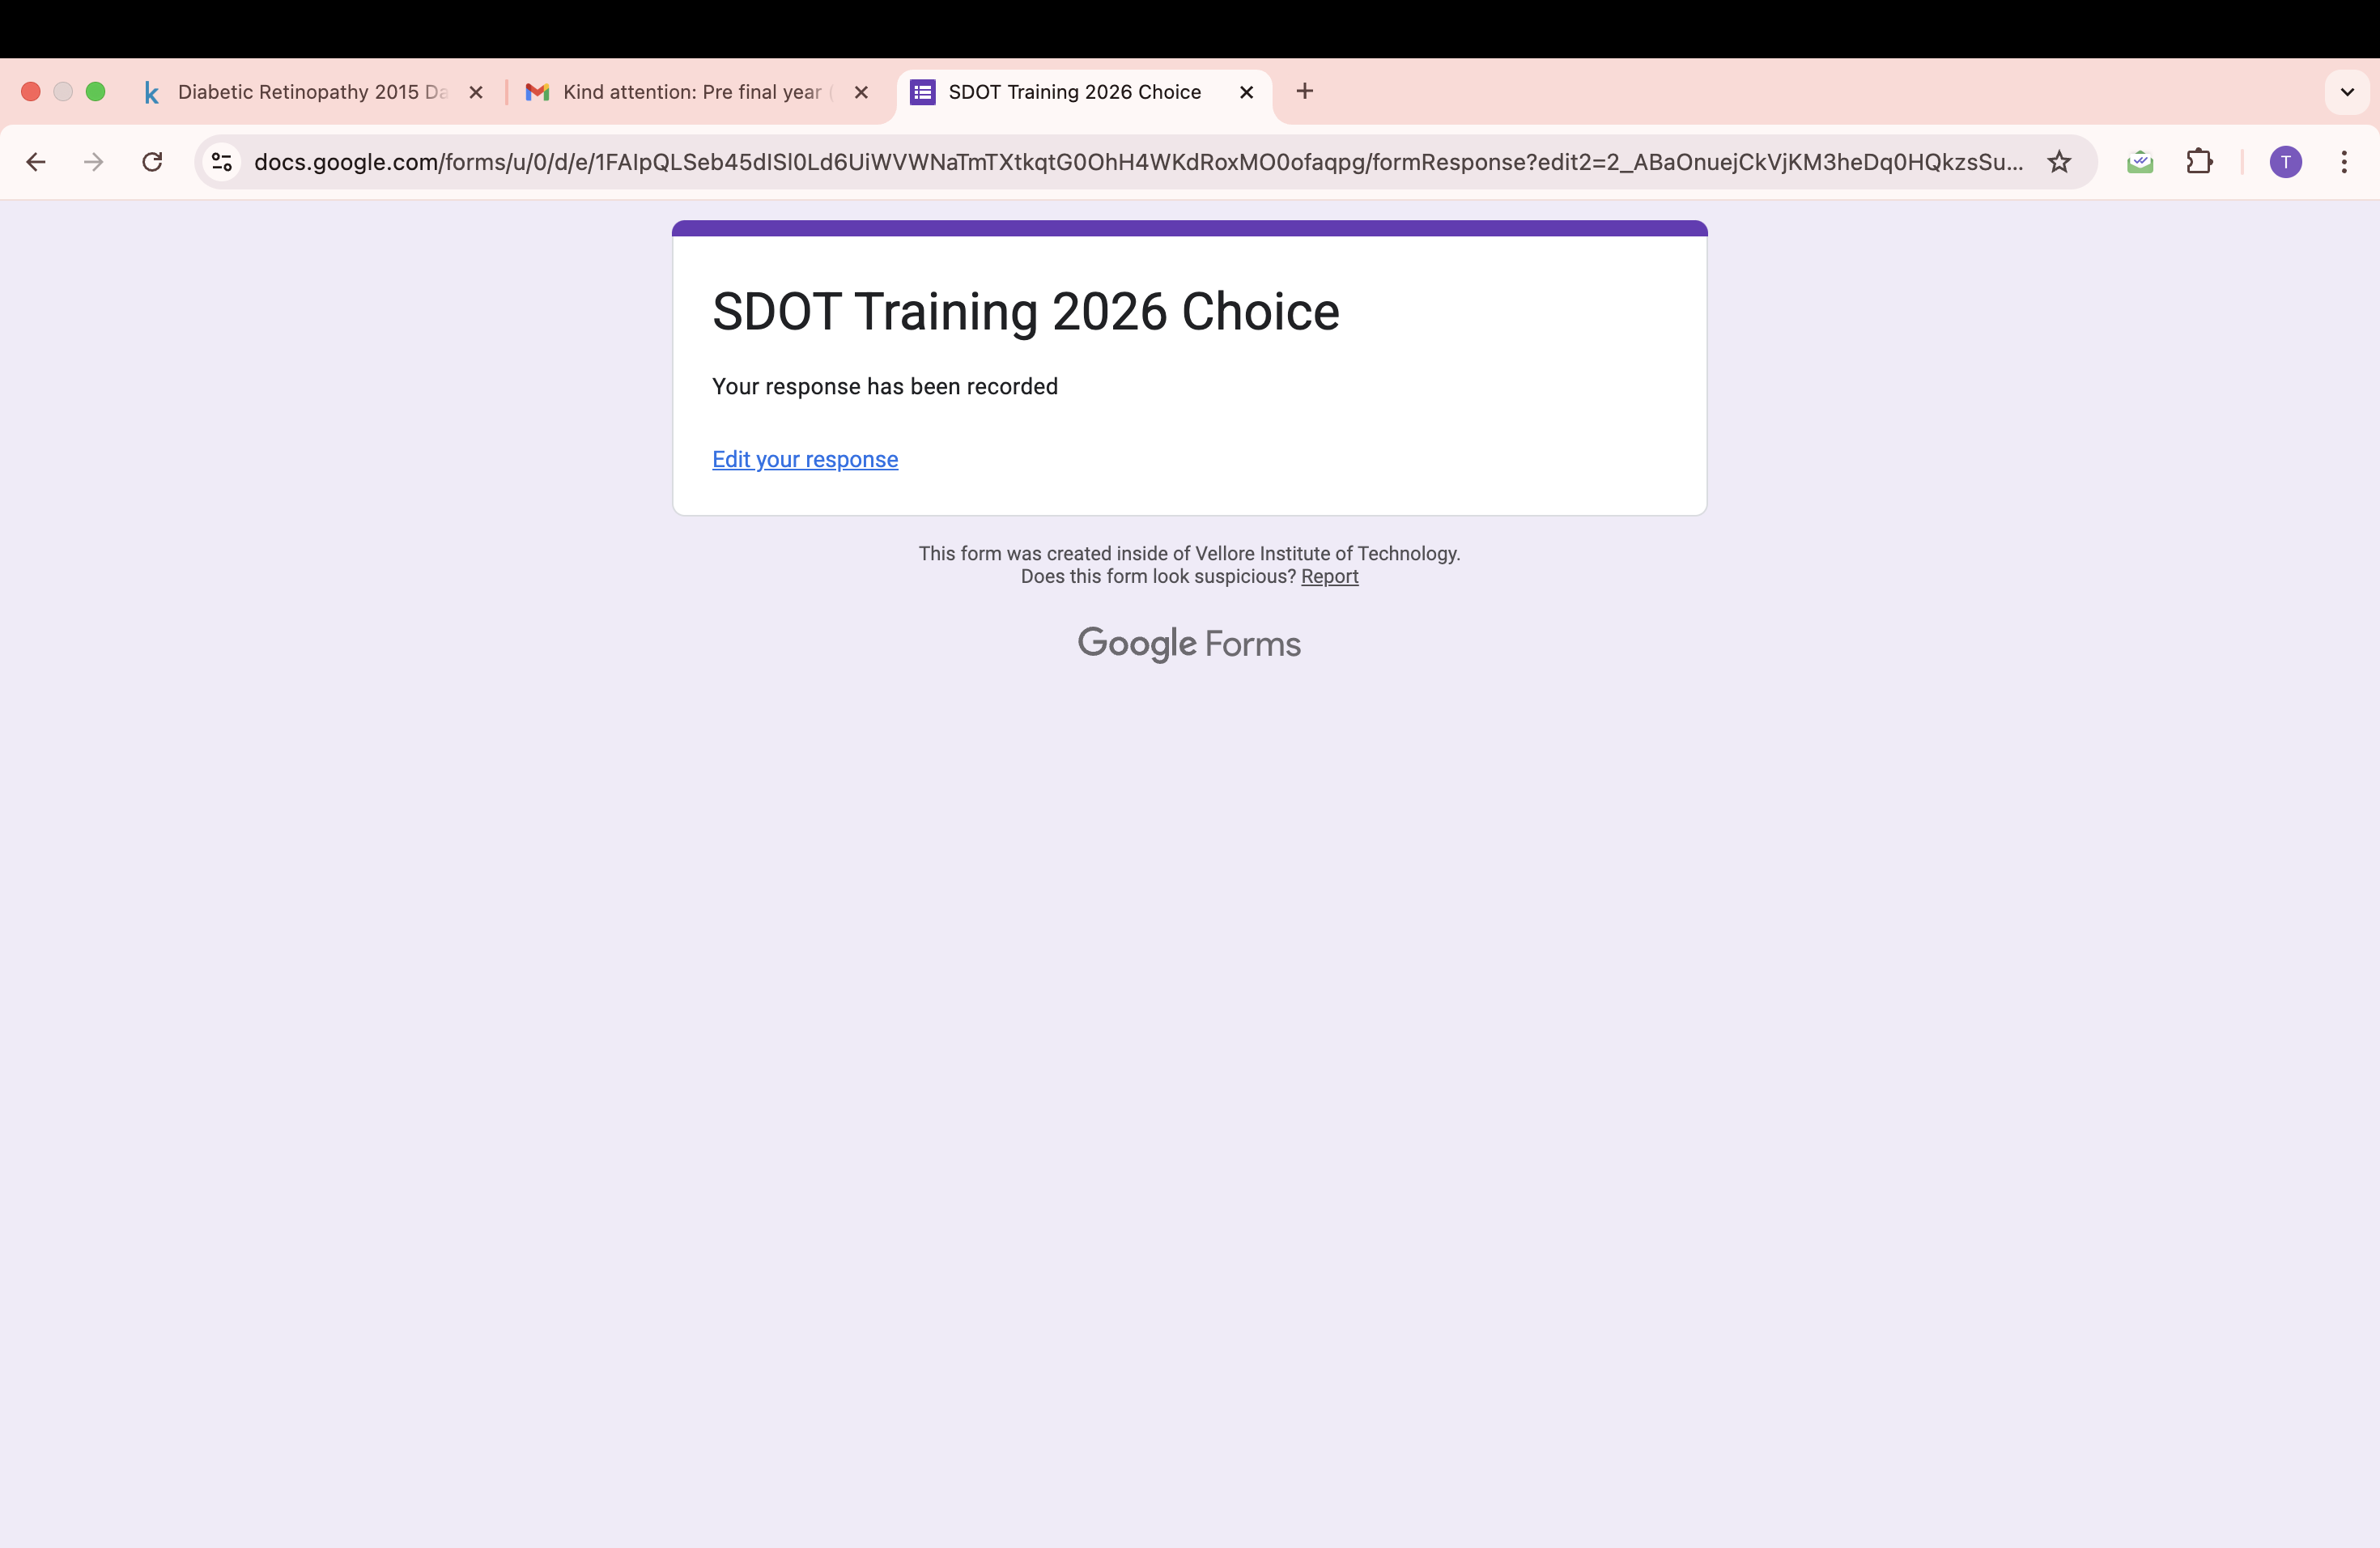 Diabetic Retinopathy 2015 Da
Kind attention: Pre final year (
SDOT Training 2026 Choice
docs.google.com/forms/u/0/d/e/1FAIpQLSeb45dISl0Ld6UiWVWNaTmTXtkqtG0OhH4WKdRoxMO0ofaqpg/formResponse?edit2=2_ABaOnuejCkVjKM3heDq0HQkzsSu...
T
SDOT Training 2026 Choice
Your response has been recorded
Edit your response
This form was created inside of Vellore Institute of Technology.
Does this form look suspicious? Report
Google Forms